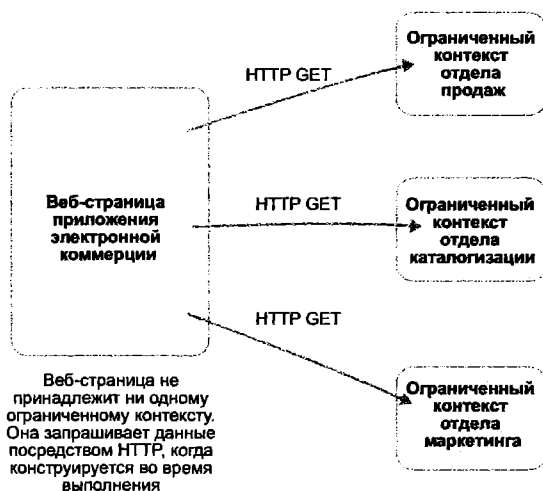 Ограниченный
контекст
отдела
продаж
HTTP GET
Веб-страница
приложения
электронной
коммерции
HTTP GET
Ограниченный
контекст
отдела
каталогизации
HTTP GET
Ограниченный
контекст
отдела
маркетинга
Веб-страница не
принадлежит ни одному
ограниченному контексту.
Она запрашивает данные
посредством HTTP, когда
конструируется во время
выполнения